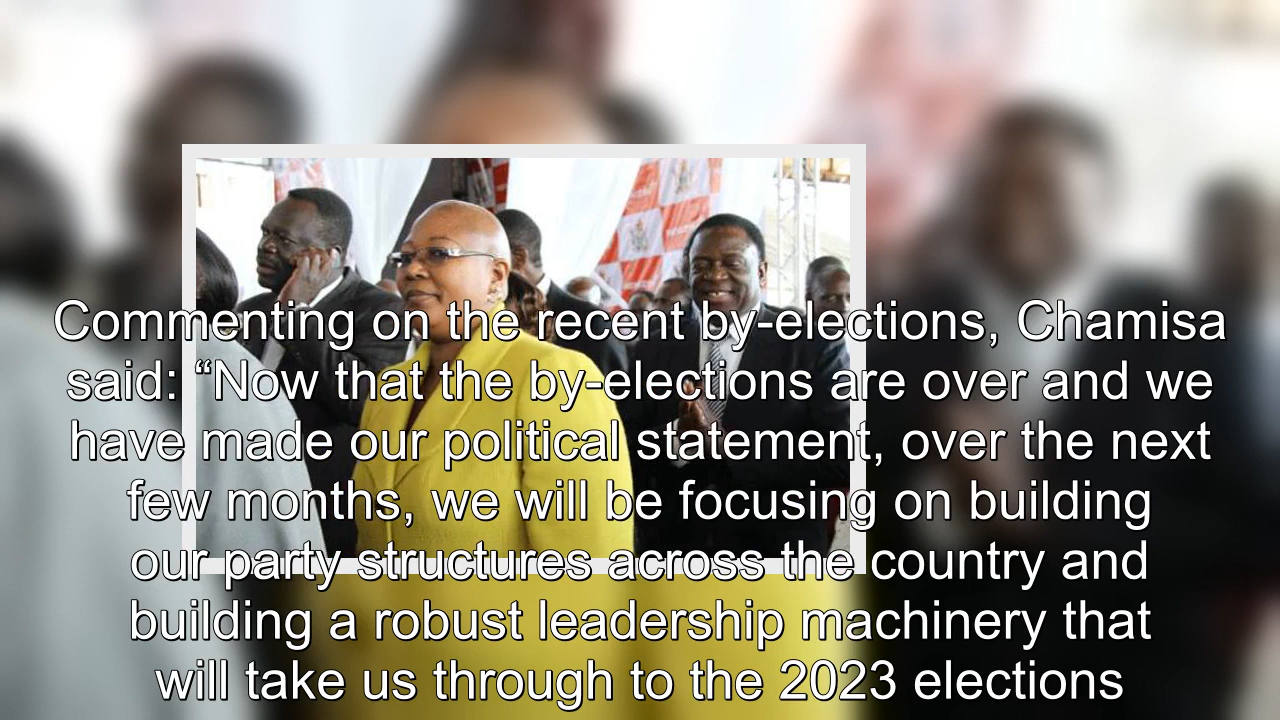 Commenting on the recent by-elections, Chamisa
said: “Now that the by-elections are over and we
have made our political statement, over the next
few months, we will be focusing on building
our party structures across the country and
building a robust leadership machinery that
will take us through to the 2023 elections